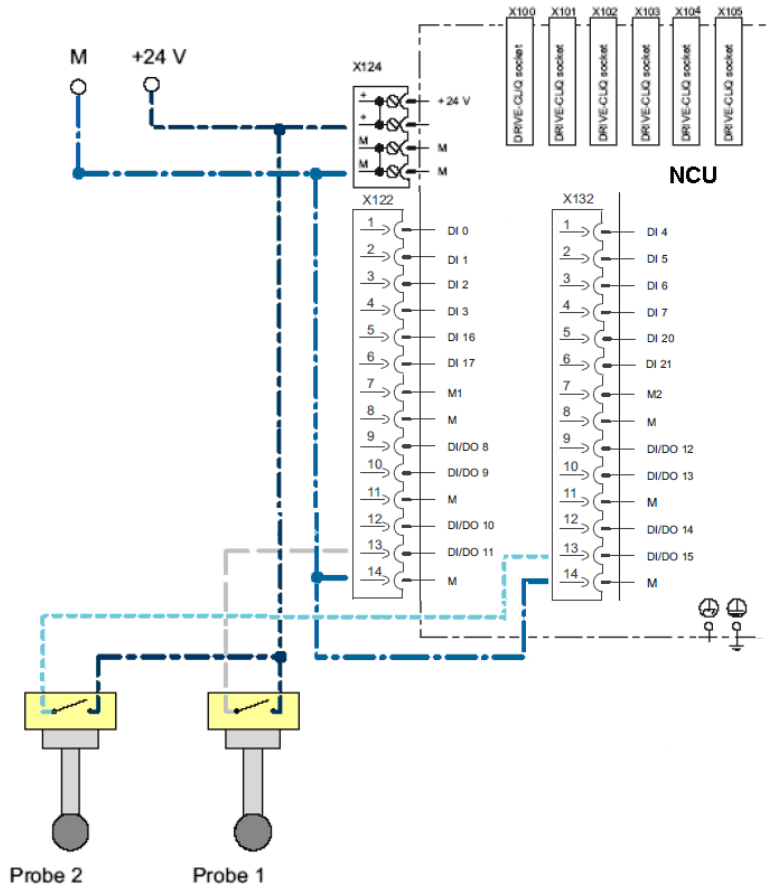 X100 X101 X102 X103 X104 X105
DRIVE-CLiQ socket
DRIVE-CLiQ socket
DRIVE-CLiQ socket
DRIVE-CLiQ socket
DRIVE-CLiQ socket
DRIVE-CLiQ socket
M +24 V
X124
+ +24 V
+
M M
M M
NCU
X122
1 DI 0
2 DI 1
3 DI 2
4 DI 3
5 DI 16
6 DI 17
7 M1
8 M
9 DI/DO 8
10 DI/DO 9
11 M
12 DI/DO 10
13 DI/DO 11
14 M
X132
1 DI 4
2 DI 5
3 DI 6
4 DI 7
5 DI 20
6 DI 21
7 M2
8 M
9 DI/DO 12
10 DI/DO 13
11 M
12 DI/DO 14
13 DI/DO 15
14 M
Probe 2 Probe 1